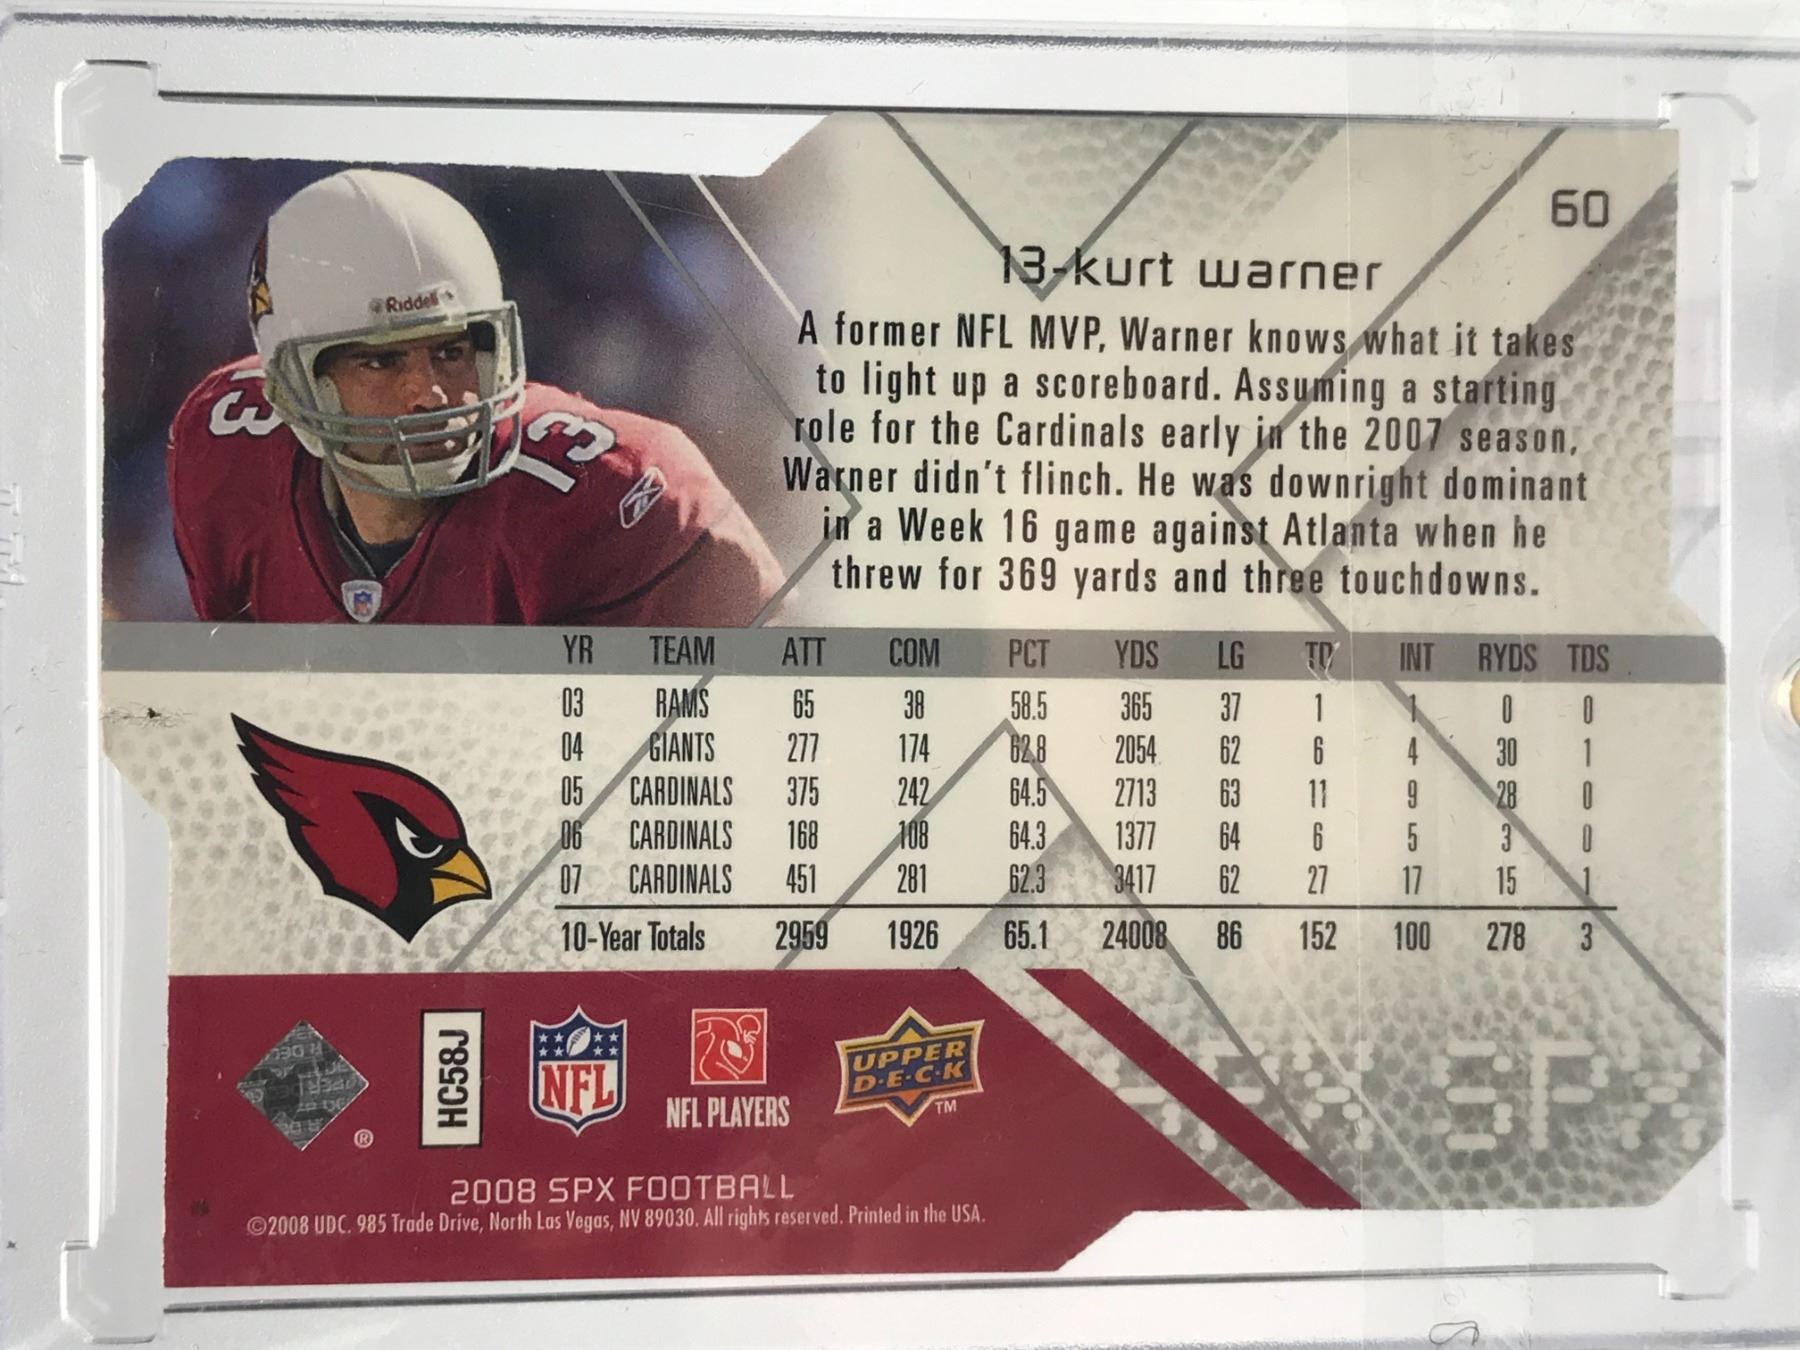 60
13-kurt warner
A former NFL MVP, Warner knows what it takes
to light up a scoreboard. Assuming a starting
role for the Cardinals early in the 2007 season,
Warner didn't flinch. He was downright dominant
in a Week 16 game against Atlanta when he
threw for 369 yards and three touchdowns.
Riddell
13
13
YR TEAM ATT COM PCT YDS LG TD INT RYDS TDS
03 RAMS 65 38 58.5 365 37 1 1 0 0
04 GIANTS 277 174 62.8 2054 62 6 4 30 1
05 CARDINALS 375 242 64.5 2713 63 11 9 28 0
06 CARDINALS 168 108 64.3 1377 64 6 5 3 0
07 CARDINALS 451 281 62.3 3417 62 27 17 15 1
10-Year Totals 2959 1926 65.1 24008 86 152 100 278 3
®
HC58J
NFL
NFL PLAYERS
UPPER
D·E·C·K
TM
SPX
2008 SPX FOOTBALL
©2008 UDC. 985 Trade Drive, North Las Vegas, NV 89030. All rights reserved. Printed in the USA.